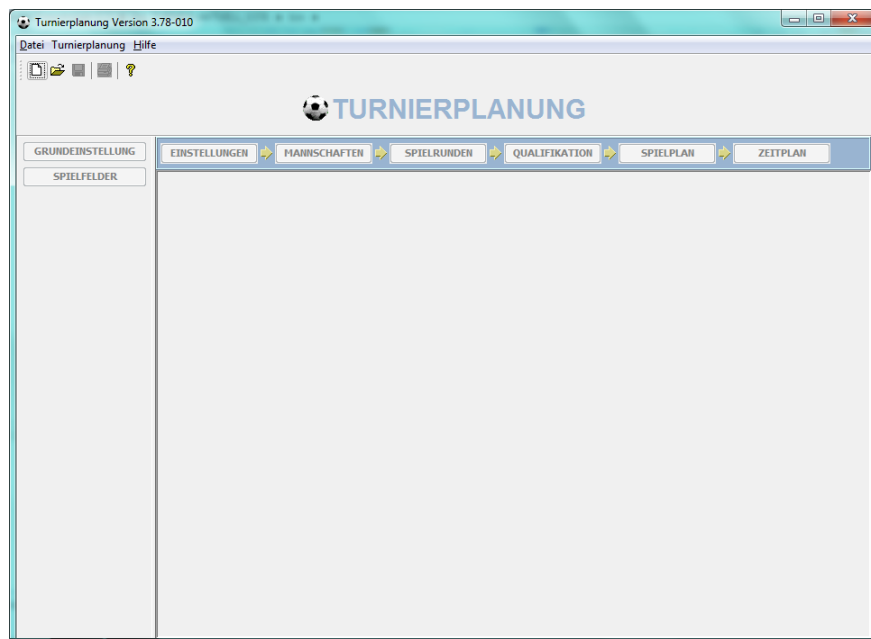 Turnierplanung Version 3.78-010
Datei Turnierplanung Hilfe
TURNIERPLANUNG
GRUNDEINSTELLUNG
EINSTELLUNGEN MANNSCHAFTEN SPIELRUNDEN QUALIFIKATION SPIELPLAN ZEITPLAN
SPIELFELDER